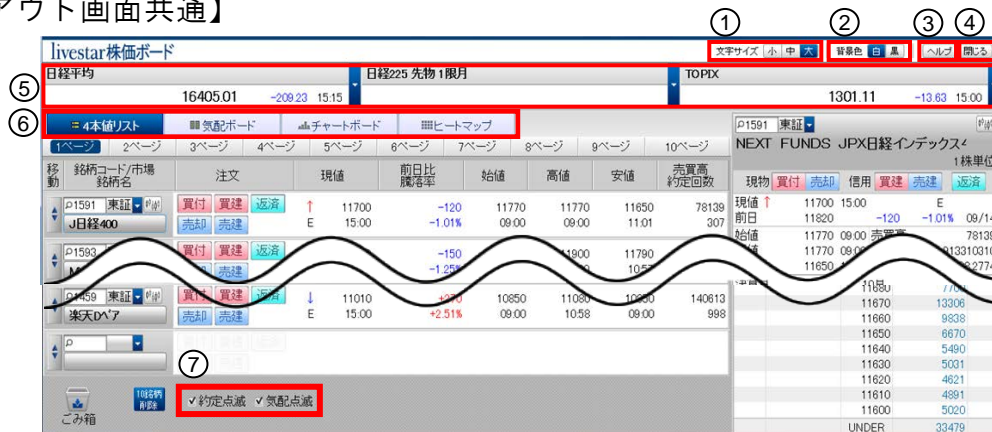 アウト画面共通】
① ② ③ ④
livestar株価ボード 文字サイズ 小 中 大 背景色 白 黒 ヘルプ 閉じる
⑤ 日経平均 日経225 先物 1限月 TOPIX
16405.01 -209.23 15:15 1301.11 -13.63 15:00
⑥ 4本値リスト 気配ボード チャートボード ヒートマップ
1ページ 2ページ 3ページ 4ページ 5ページ 6ページ 7ページ 8ページ 9ページ 10ページ
移動 銘柄コード/市場 銘柄名 注文 現値 前日比 騰落率 始値 高値 安値 売買高 約定回数
1591 東証 買付 買建 返済 ↑ 11700 -120 11770 11770 11650 78139
J日経400 売却 売建 E 15:00 -1.01% 09:00 09:00 11:01 307
1593 東証 買付 買建 返済 -150 11900 11790
-1.25%
1459 東証 買付 買建 返済 ↓ 11010 +270 10850 11080 140613
楽天Dベア 売却 売建 E 15:00 +2.51% 09:00 10:58 09:00 998
⑦
ごみ箱 10銘柄削除 ✓約定点滅 ✓気配点滅
1591 東証
NEXT FUNDS JPX日経インデックス4
1株単位
現物 買付 売却 信用 買建 売建 返済
現値 ↑ 11700 15:00 E
前日 11820 -120 -1.01% 09/14
始値 11770 09:00 売買高 78139
11770
11650
11670 13306
11660 9838
11650 6670
11640 5490
11630 5031
11620 4621
11610 4891
11600 5020
UNDER 33479